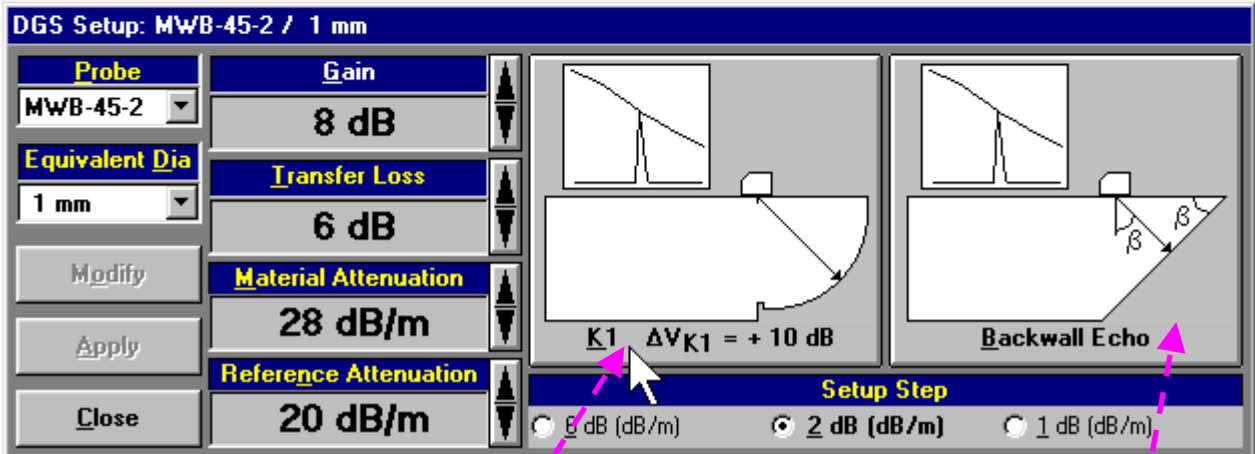 DGS Setup: MWB-45-2 / 1 mm
Probe
MWB-45-2
Equivalent Dia
1 mm
Modify
Apply
Close
Gain
8 dB
Transfer Loss
6 dB
Material Attenuation
28 dB/m
Reference Attenuation
20 dB/m
K1 ΔVK1 = + 10 dB
β
β
Backwall Echo
Setup Step
6 dB (dB/m)
2 dB (dB/m)
1 dB (dB/m)